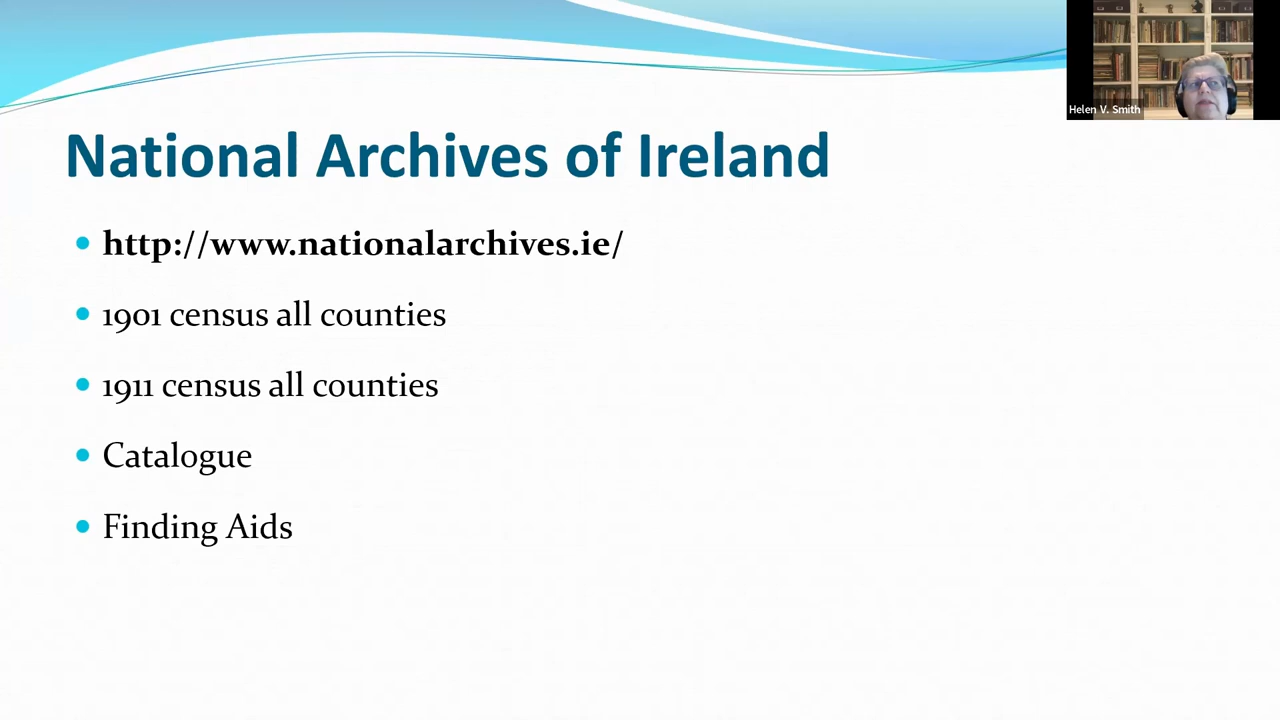 Helen V. Smith
National Archives of Ireland
http://www.nationalarchives.ie/
1901 census all counties
1911 census all counties
Catalogue
Finding Aids